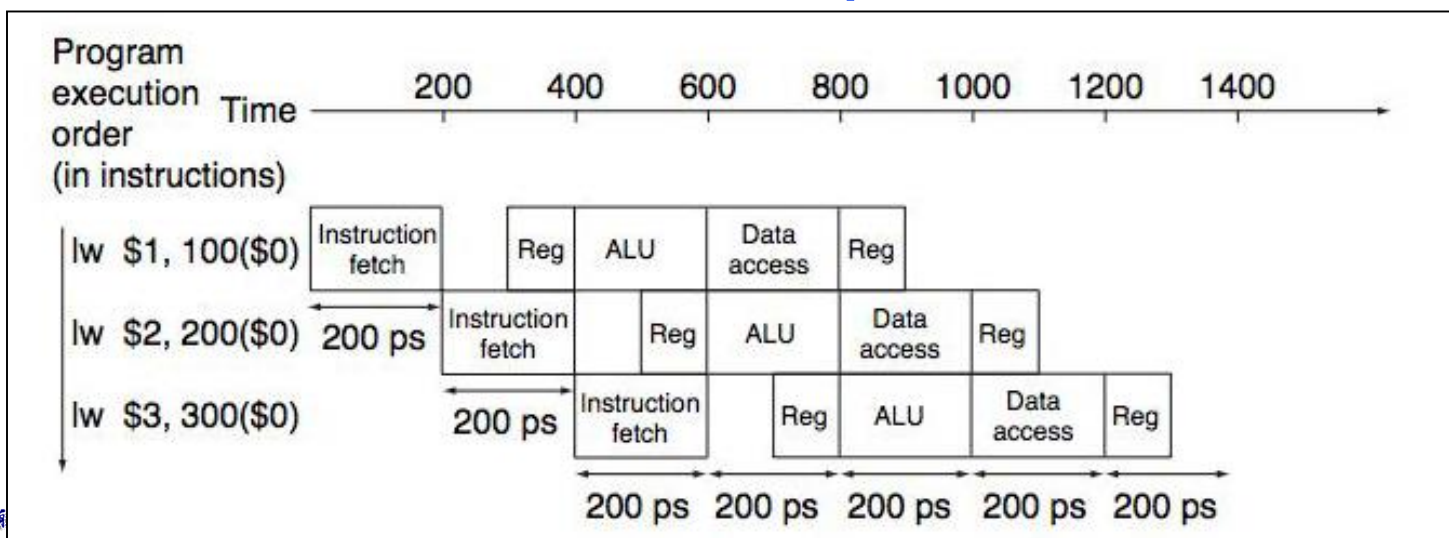 Program
execution
order
(in instructions)
Time 200 400 600 800 1000 1200 1400
lw $1, 100($0) Instruction fetch Reg ALU Data access Reg
200 ps
lw $2, 200($0) Instruction fetch Reg ALU Data access Reg
200 ps
lw $3, 300($0) Instruction fetch Reg ALU Data access Reg
200 ps 200 ps 200 ps 200 ps 200 ps